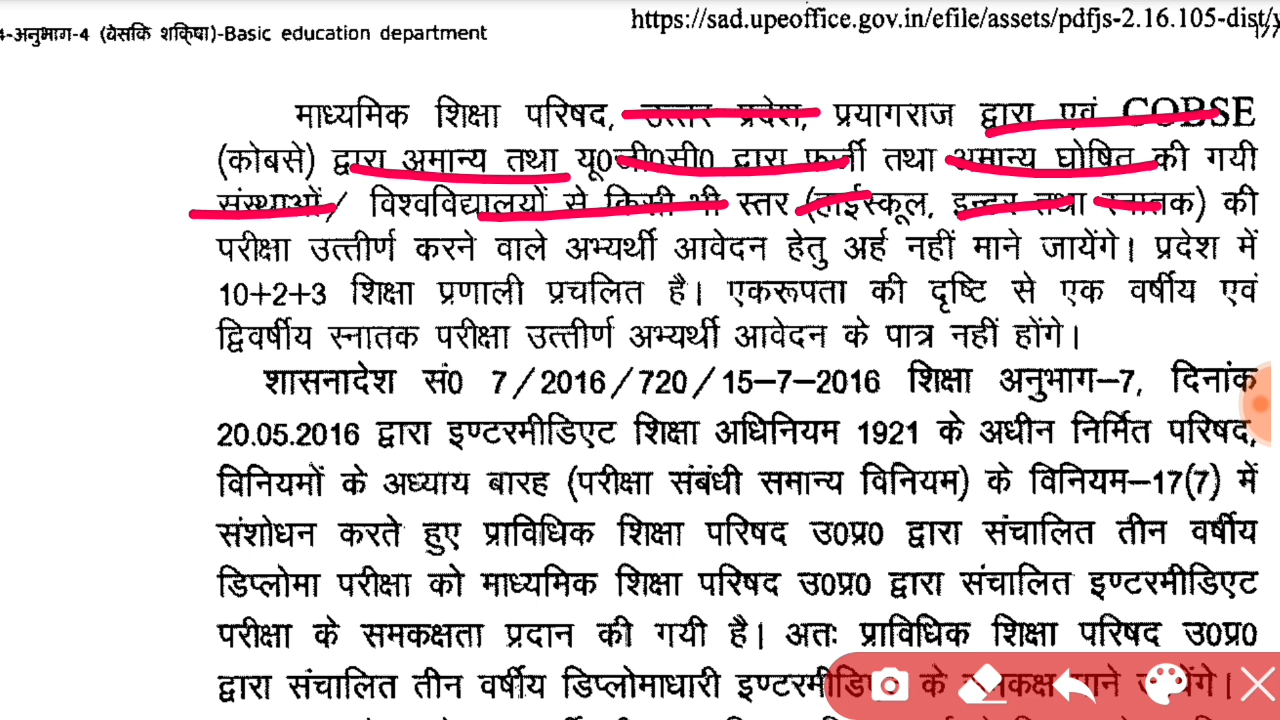 4-अनुभाग-4 (बेसिक शिक्षा)-Basic education department
https://sad.upeoffice.gov.in/efile/assets/pdfjs-2.16.105-dist/
माध्यमिक शिक्षा परिषद, उत्तर प्रदेश, प्रयागराज द्वारा एवं COBSE
(कोबसे) द्वारा अमान्य तथा यू0जी0सी0 द्वारा फर्जी तथा अमान्य घोषित की गयी
संस्थाओं/ विश्वविद्यालयों से किसी भी स्तर (हाईस्कूल, इन्टर तथा स्नातक) की
परीक्षा उत्तीर्ण करने वाले अभ्यर्थी आवेदन हेतु अर्ह नहीं माने जायेंगे। प्रदेश में
10+2+3 शिक्षा प्रणाली प्रचलित है। एकरूपता की दृष्टि से एक वर्षीय एवं
द्विवर्षीय स्नातक परीक्षा उत्तीर्ण अभ्यर्थी आवेदन के पात्र नहीं होंगे।
शासनादेश सं0 7/2016/720/15-7-2016 शिक्षा अनुभाग-7, दिनांक
20.05.2016 द्वारा इण्टरमीडिएट शिक्षा अधिनियम 1921 के अधीन निर्मित परिषद,
विनियमों के अध्याय बारह (परीक्षा संबंधी समान्य विनियम) के विनियम-17(7) में
संशोधन करते हुए प्राविधिक शिक्षा परिषद उ0प्र0 द्वारा संचालित तीन वर्षीय
डिप्लोमा परीक्षा को माध्यमिक शिक्षा परिषद उ0प्र0 द्वारा संचालित इण्टरमीडिएट
परीक्षा के समकक्षता प्रदान की गयी है। अतः प्राविधिक शिक्षा परिषद उ0प्र0
द्वारा संचालित तीन वर्षीय डिप्लोमाधारी इण्टरमीडिएट के समकक्ष माने जायेंगे।